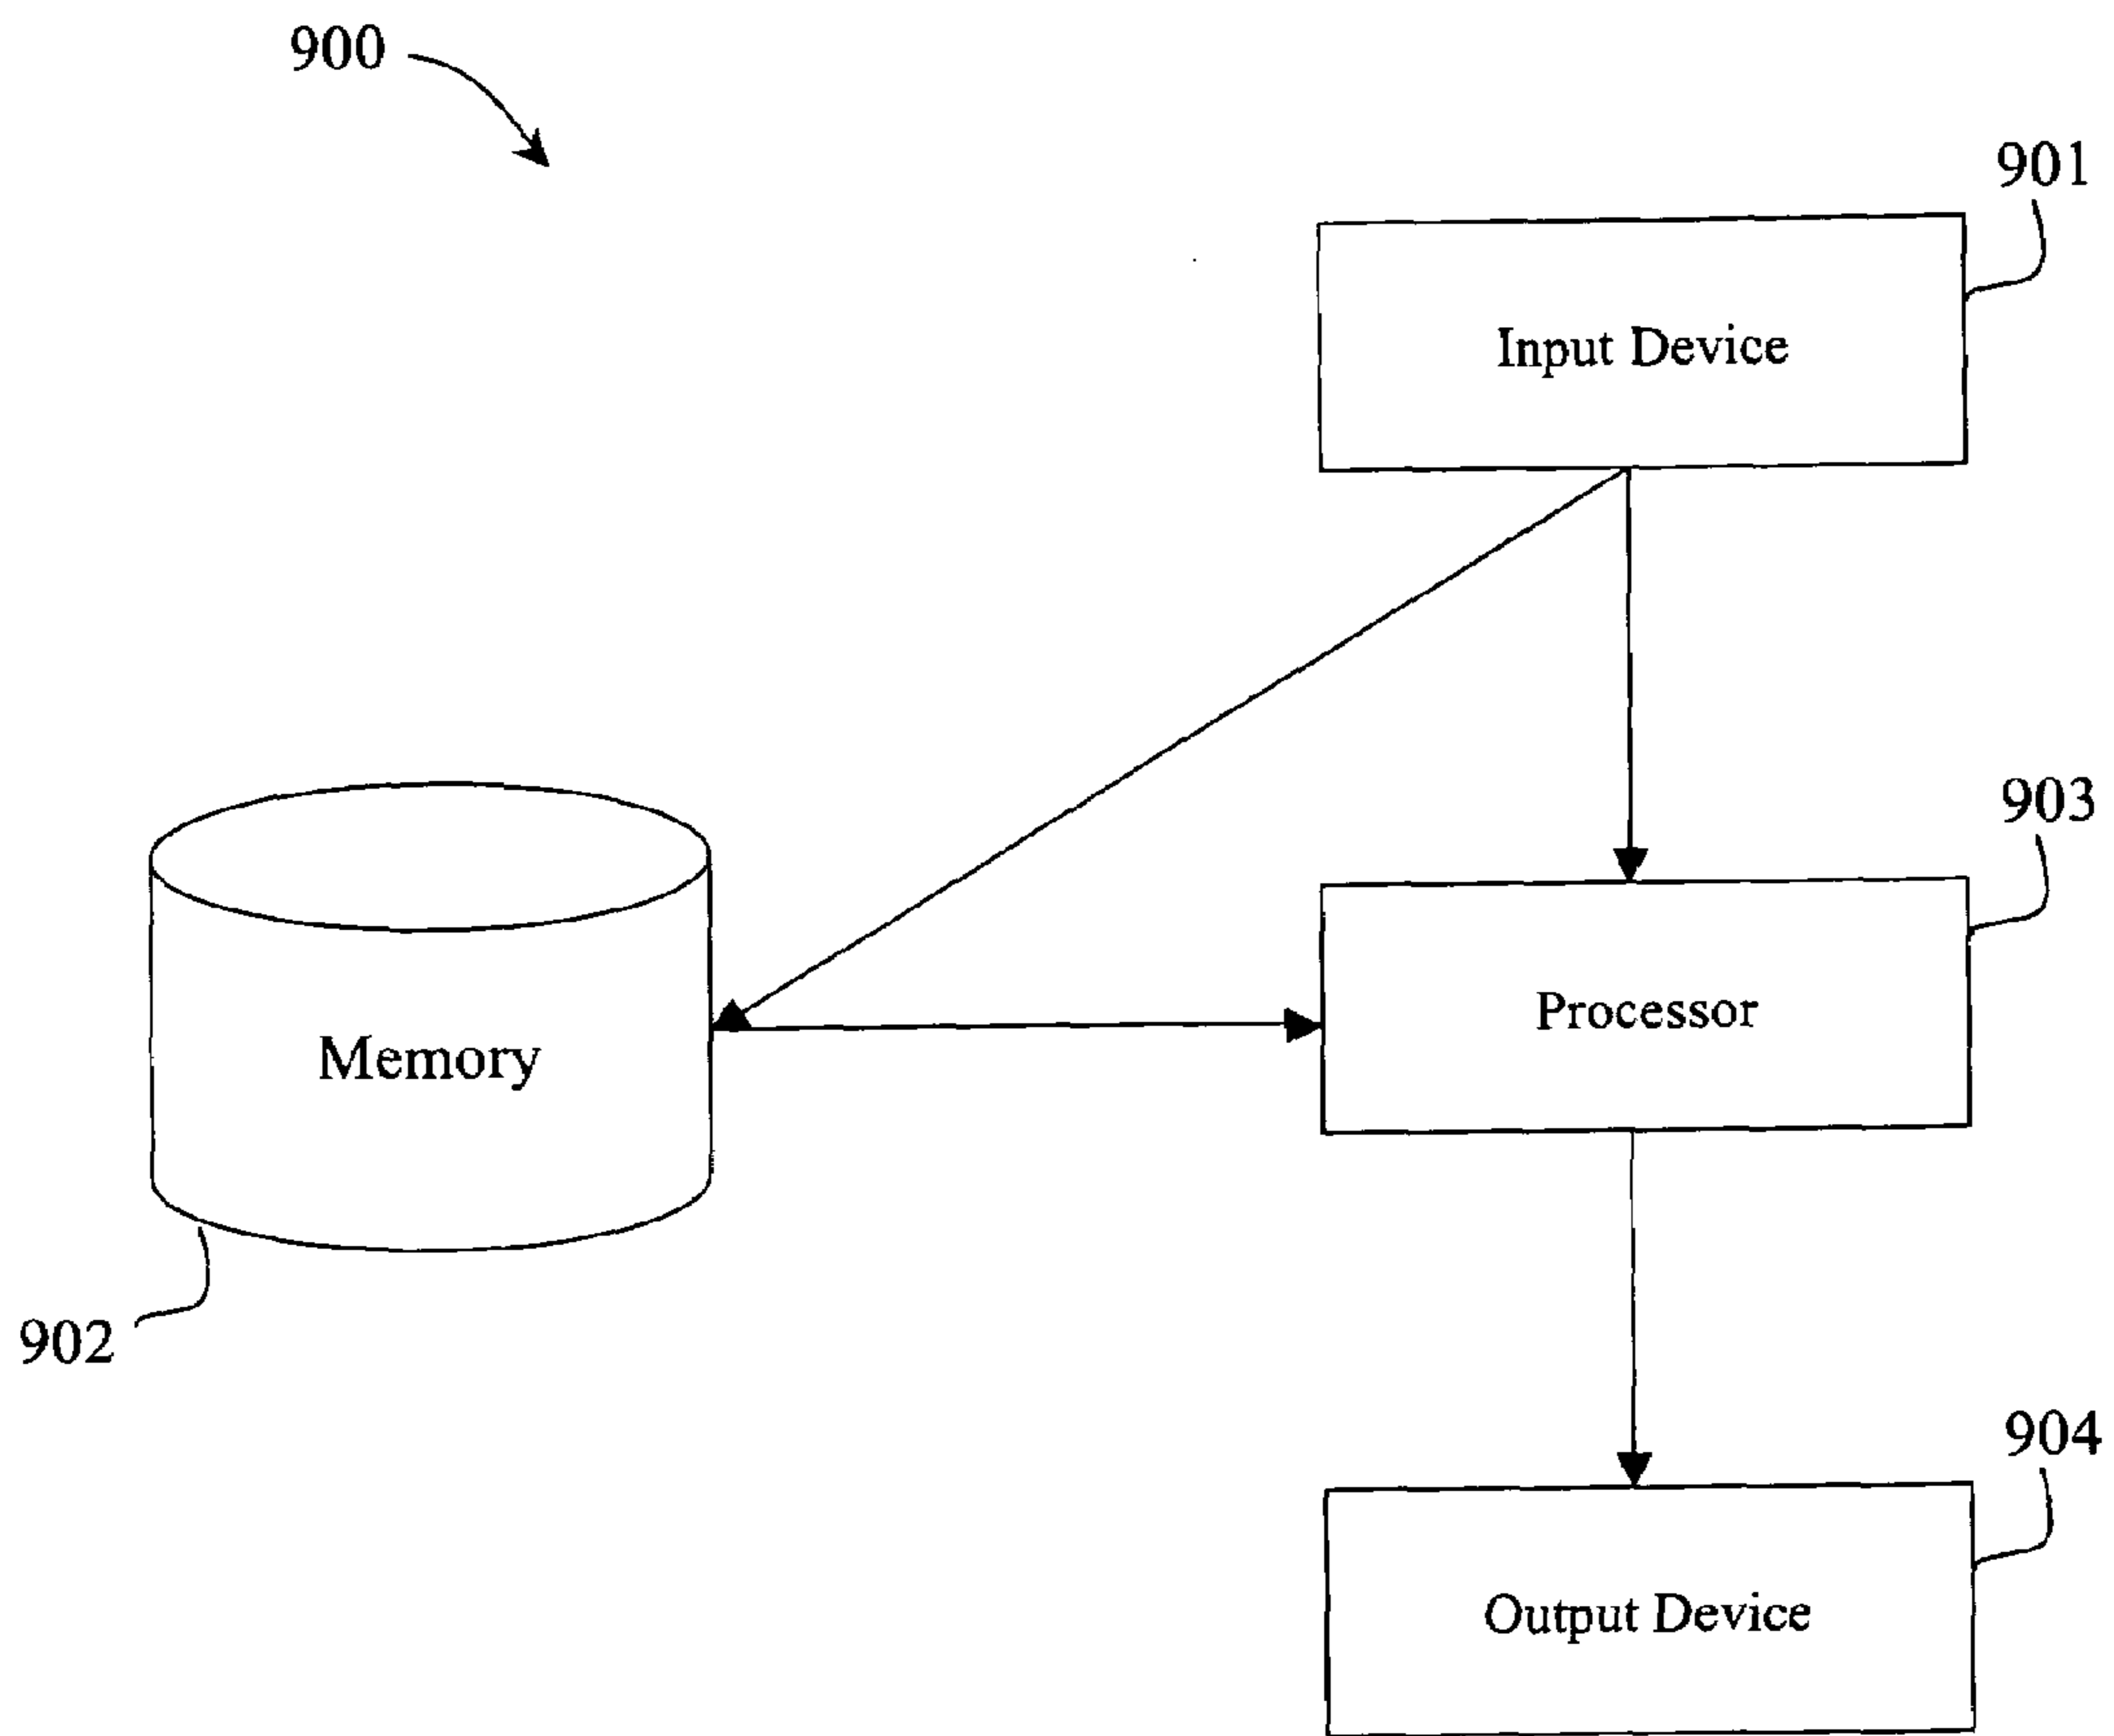 900
901
Input Device
903
Processor
Memory
902
904
Output Device